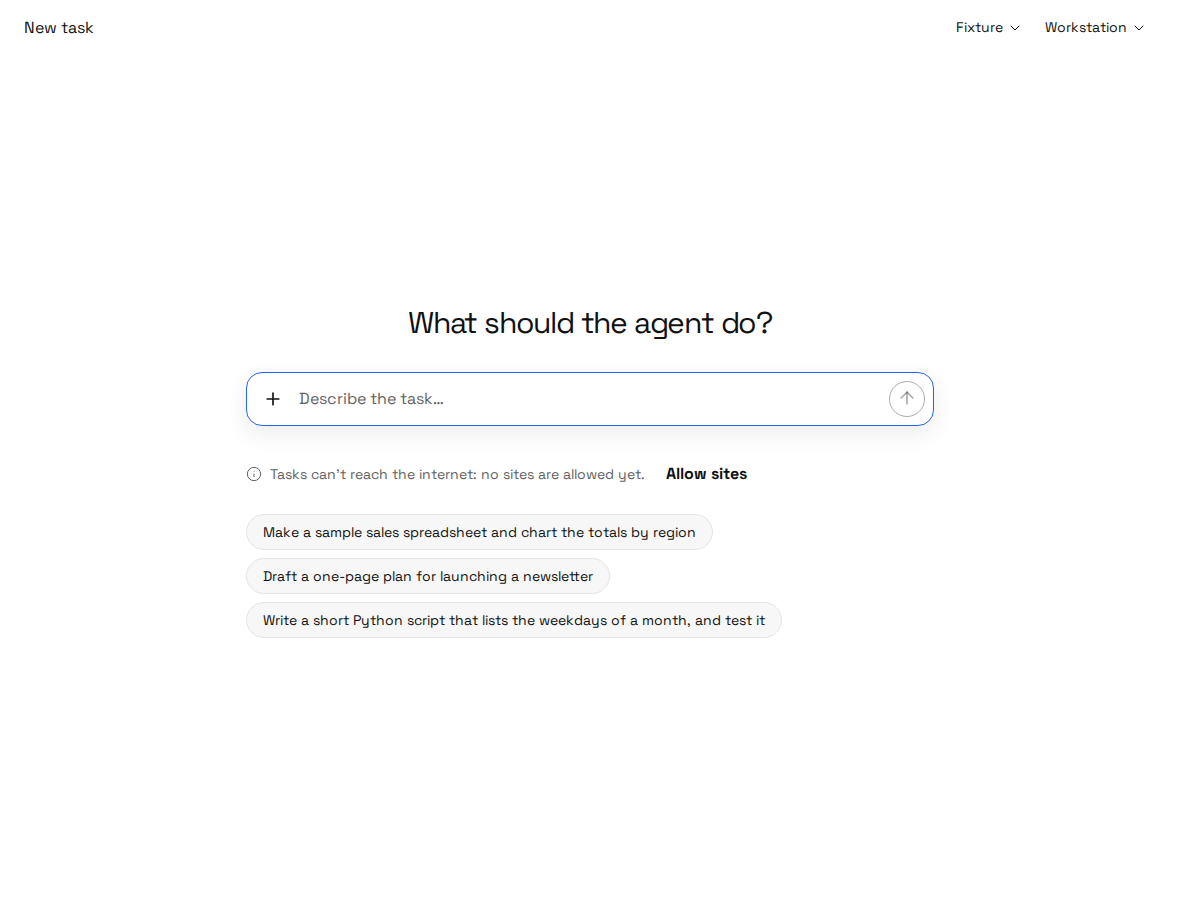 New task
Fixture
Workstation
What should the agent do?
Describe the task…
Tasks can't reach the internet: no sites are allowed yet.
Allow sites
Make a sample sales spreadsheet and chart the totals by region
Draft a one-page plan for launching a newsletter
Write a short Python script that lists the weekdays of a month, and test it